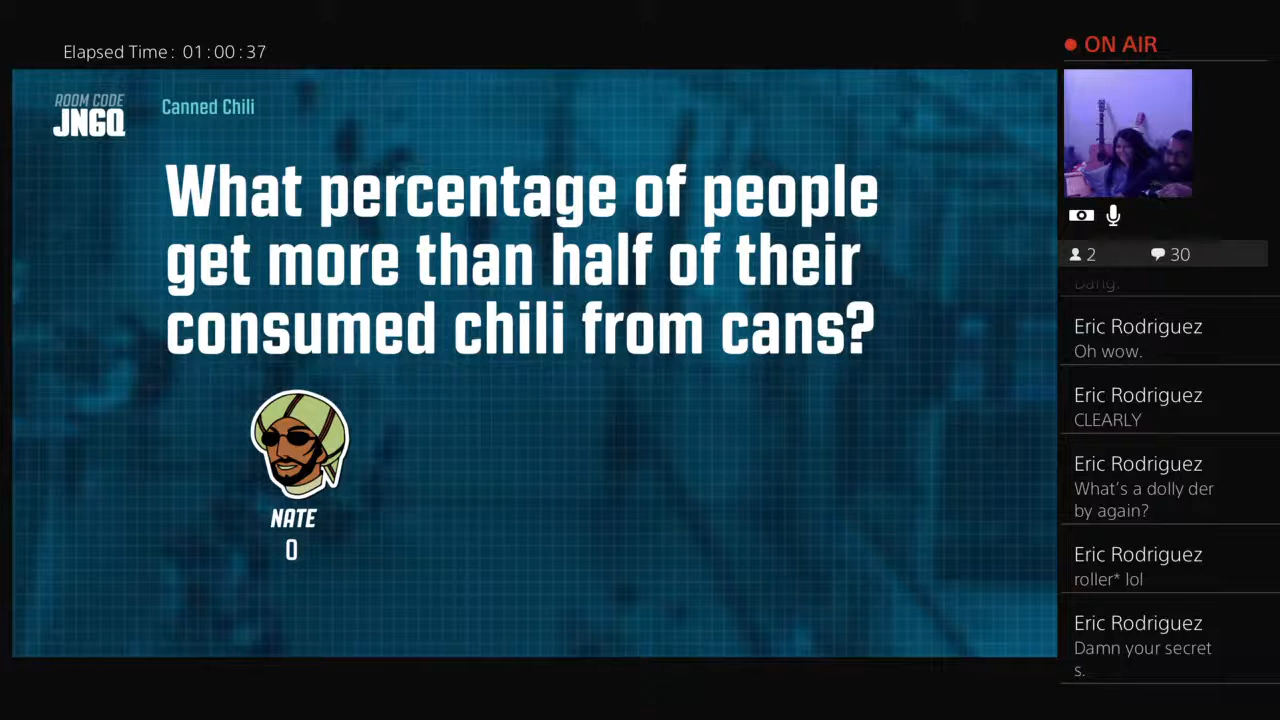 Elapsed Time: 01:00:37
ON AIR
ROOM CODE
JNGQ
Canned Chili
What percentage of people
get more than half of their
consumed chili from cans?
NATE
0
2
30
Dang.
Eric Rodriguez
Oh wow.
Eric Rodriguez
CLEARLY
Eric Rodriguez
What's a dolly der
by again?
Eric Rodriguez
roller* lol
Eric Rodriguez
Damn your secret
s.